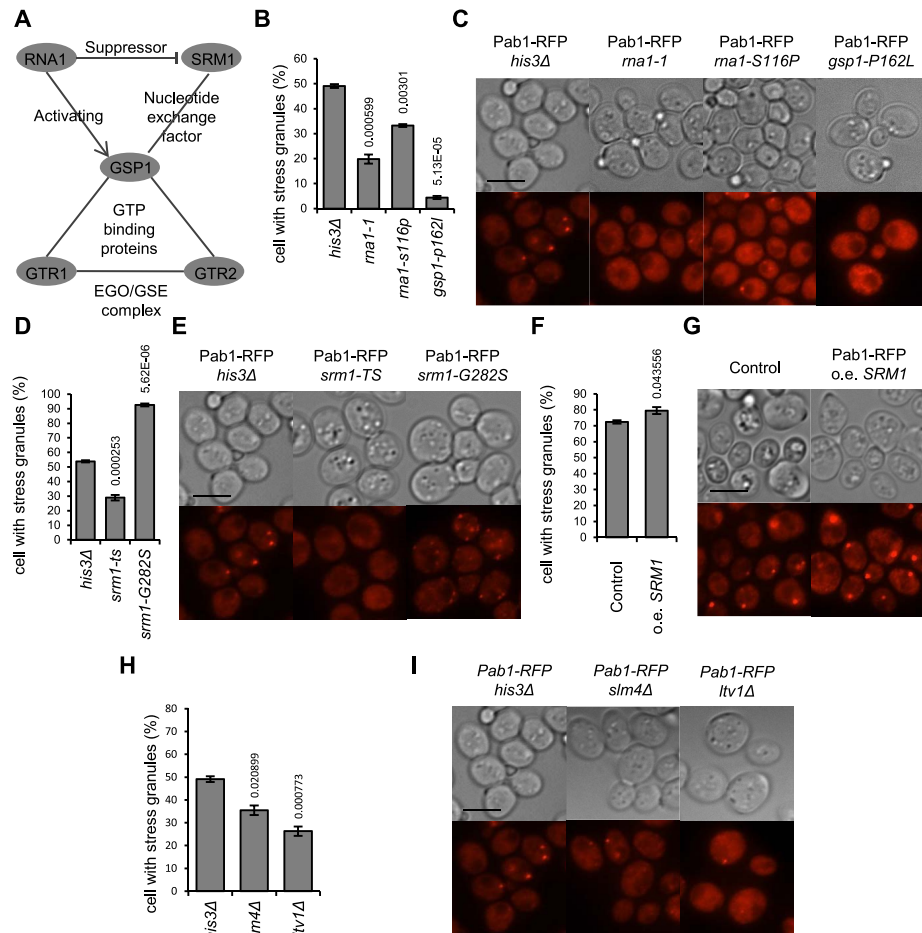 A
RNA1
Suppressor
SRM1
Activating
Nucleotide
exchange
factor
GSP1
GTP
binding
proteins
GTR1
GTR2
EGO/GSE
complex
B
cell with stress granules (%)
60
50
40
30
20
10
0
0.000599
0.00301
5.13E-05
his3Δ
rna1-1
rna1-s116p
gsp1-p162l
C
Pab1-RFP
his3Δ
Pab1-RFP
rna1-1
Pab1-RFP
rna1-S116P
Pab1-RFP
gsp1-P162L
D
cell with stress granules (%)
100
90
80
70
60
50
40
30
20
10
0
0.000253
5.62E-06
his3Δ
srm1-ts
srm1-G282S
E
Pab1-RFP
his3Δ
Pab1-RFP
srm1-TS
Pab1-RFP
srm1-G282S
F
cell with stress granules (%)
90
80
70
60
50
40
30
20
10
0
0.043556
Control
o.e. SRM1
G
Control
Pab1-RFP
o.e. SRM1
H
cell with stress granules (%)
80
70
60
50
40
30
20
10
0
0.020899
0.000773
his3Δ
m4Δ
ltv1Δ
I
Pab1-RFP
his3Δ
Pab1-RFP
slm4Δ
Pab1-RFP
ltv1Δ